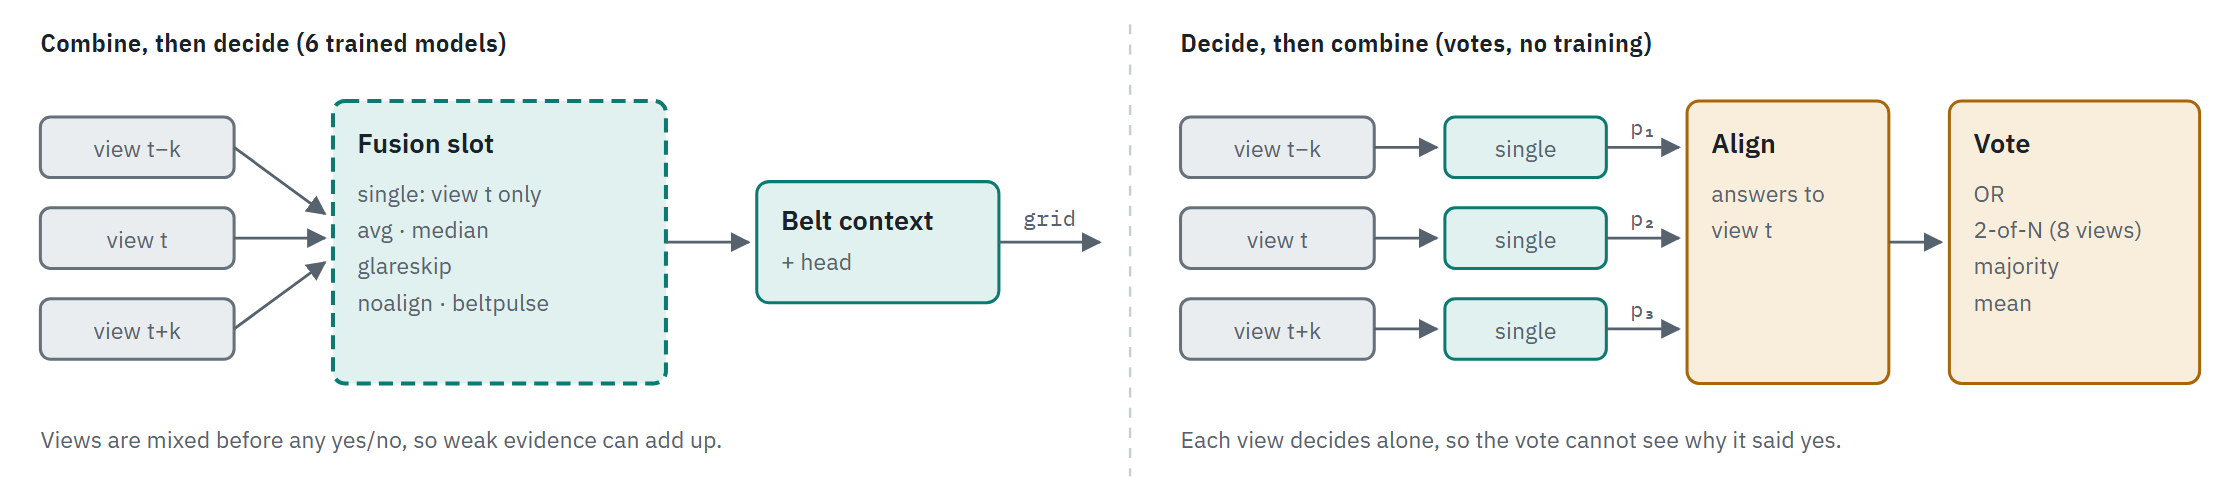 Combine, then decide (6 trained models)
view t−k
view t
view t+k
Fusion slot
single: view t only
avg · median
glareskip
noalign · beltpulse
Belt context
+ head
grid
Views are mixed before any yes/no, so weak evidence can add up.
Decide, then combine (votes, no training)
view t−k
single
p₁
view t
single
p₂
view t+k
single
p₃
Align
answers to
view t
Vote
OR
2-of-N (8 views)
majority
mean
Each view decides alone, so the vote cannot see why it said yes.